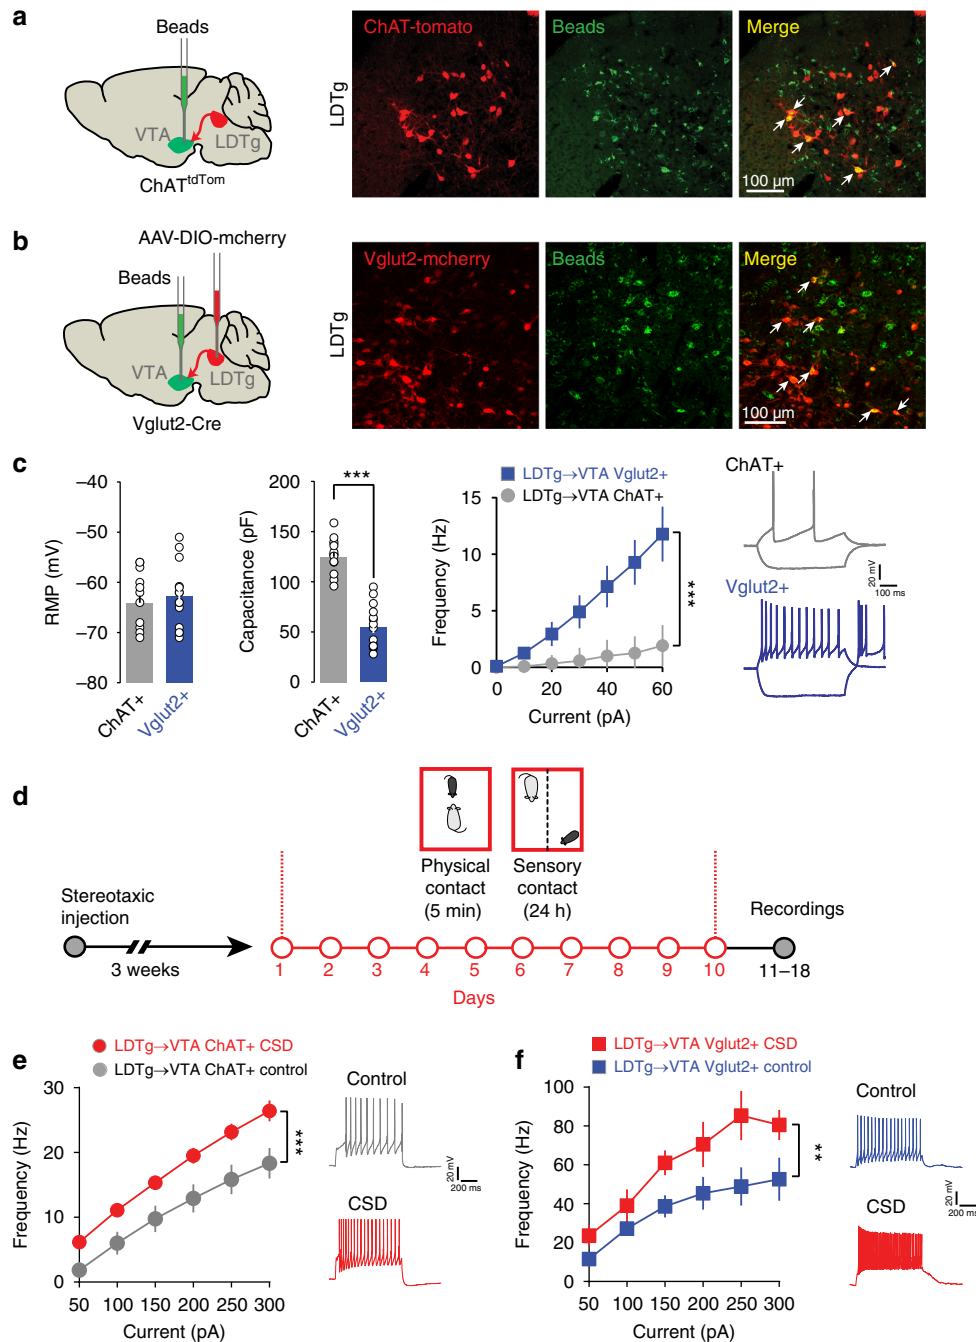 a
Beads
VTA
LDTg
ChAT^tdTom
LDTg
ChAT-tomato
Beads
Merge
100 µm
b
AAV-DIO-mcherry
Beads
VTA
LDTg
Vglut2-Cre
LDTg
Vglut2-mcherry
Beads
Merge
100 µm
c
RMP (mV)
–40
–50
–60
–70
–80
ChAT+
Vglut2+
Capacitance (pF)
200
150
100
50
0
***
ChAT+
Vglut2+
LDTg→VTA Vglut2+
LDTg→VTA ChAT+
Frequency (Hz)
15
10
5
0
0 20 40 60
Current (pA)
***
ChAT+
20 mV
100 ms
Vglut2+
d
Physical
contact
(5 min)
Sensory
contact
(24 h)
Stereotaxic
injection
3 weeks
1 2 3 4 5 6 7 8 9 10
Days
Recordings
11–18
e
LDTg→VTA ChAT+ CSD
LDTg→VTA ChAT+ control
Frequency (Hz)
30
20
10
0
50 100 150 200 250 300
Current (pA)
***
Control
20 mV
200 ms
CSD
f
LDTg→VTA Vglut2+ CSD
LDTg→VTA Vglut2+ control
Frequency (Hz)
100
80
60
40
20
0
50 100 150 200 250 300
Current (pA)
**
Control
20 mV
200 ms
CSD